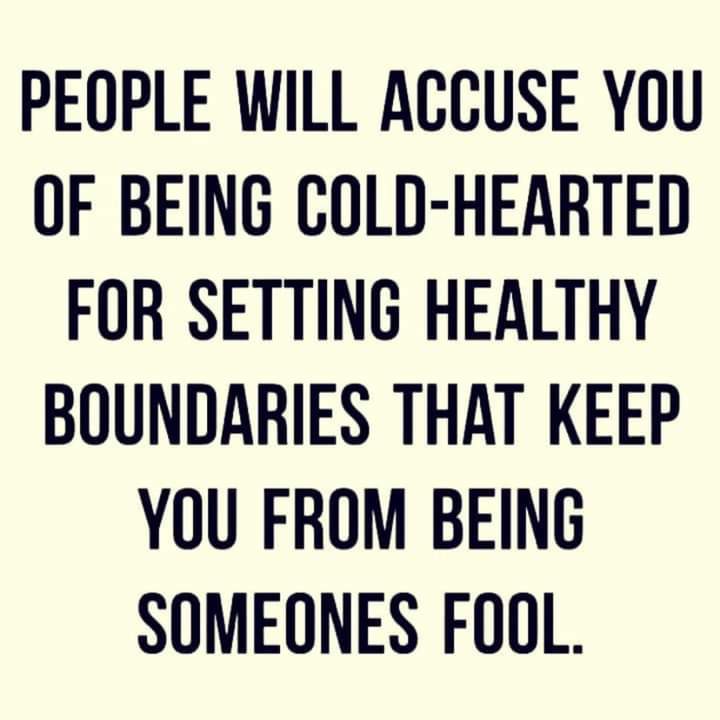 PEOPLE WILL ACCUSE YOU
OF BEING COLD-HEARTED
FOR SETTING HEALTHY
BOUNDARIES THAT KEEP
YOU FROM BEING
SOMEONES FOOL.